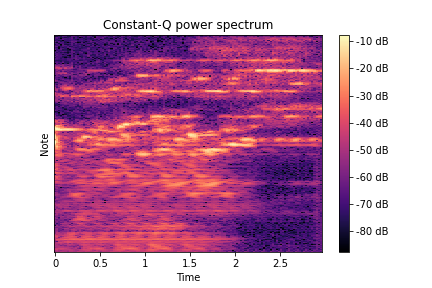 Constant-Q power spectrum
Note
0
0.5
1
1.5
2
2.5
Time
-10 dB
-20 dB
-30 dB
-40 dB
-50 dB
-60 dB
-70 dB
-80 dB